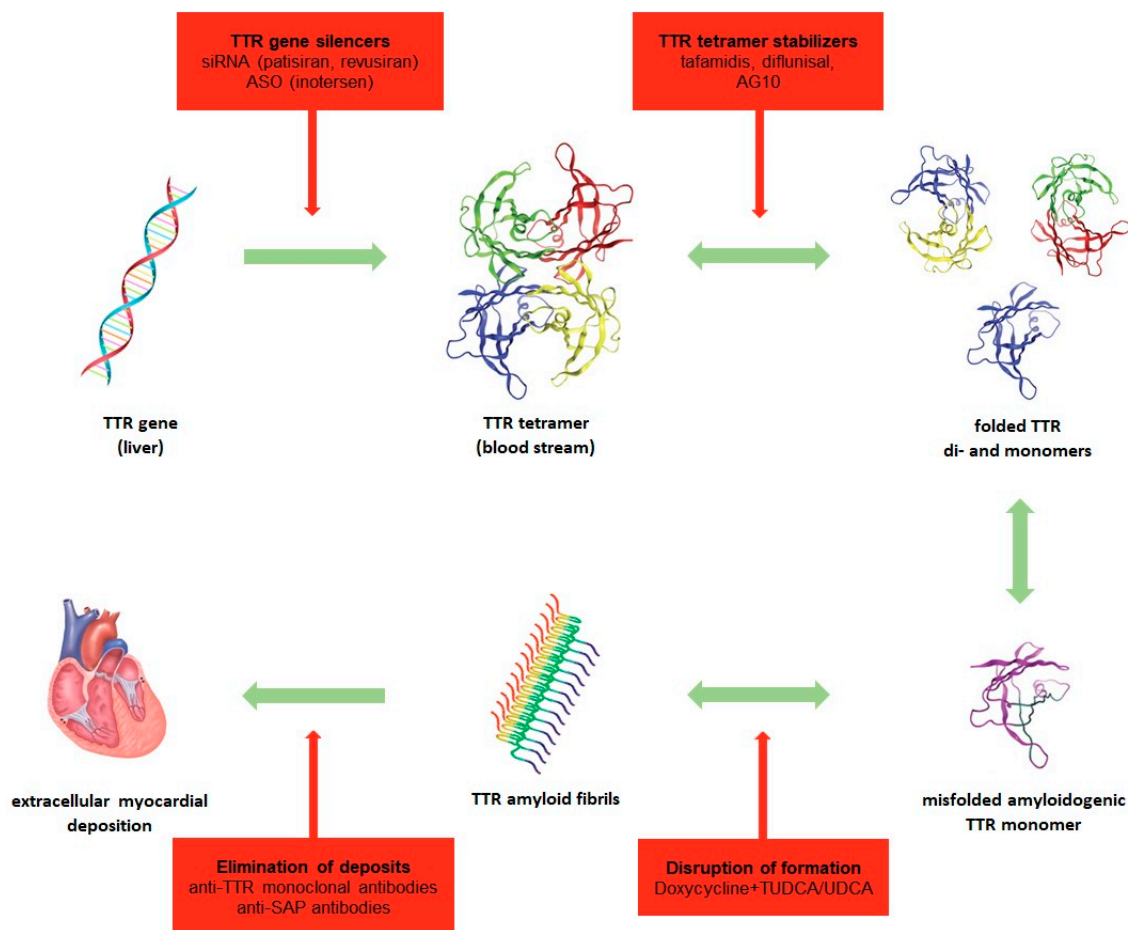 TTR gene silencers
siRNA (patisiran, revusiran)
ASO (inotersen)
TTR tetramer stabilizers
tafamidis, diflunisal,
AG10
TTR gene
(liver)
TTR tetramer
(blood stream)
folded TTR
di- and monomers
extracellular myocardial
deposition
TTR amyloid fibrils
misfolded amyloidogenic
TTR monomer
Elimination of deposits
anti-TTR monoclonal antibodies
anti-SAP antibodies
Disruption of formation
Doxycycline+TUDCA/UDCA